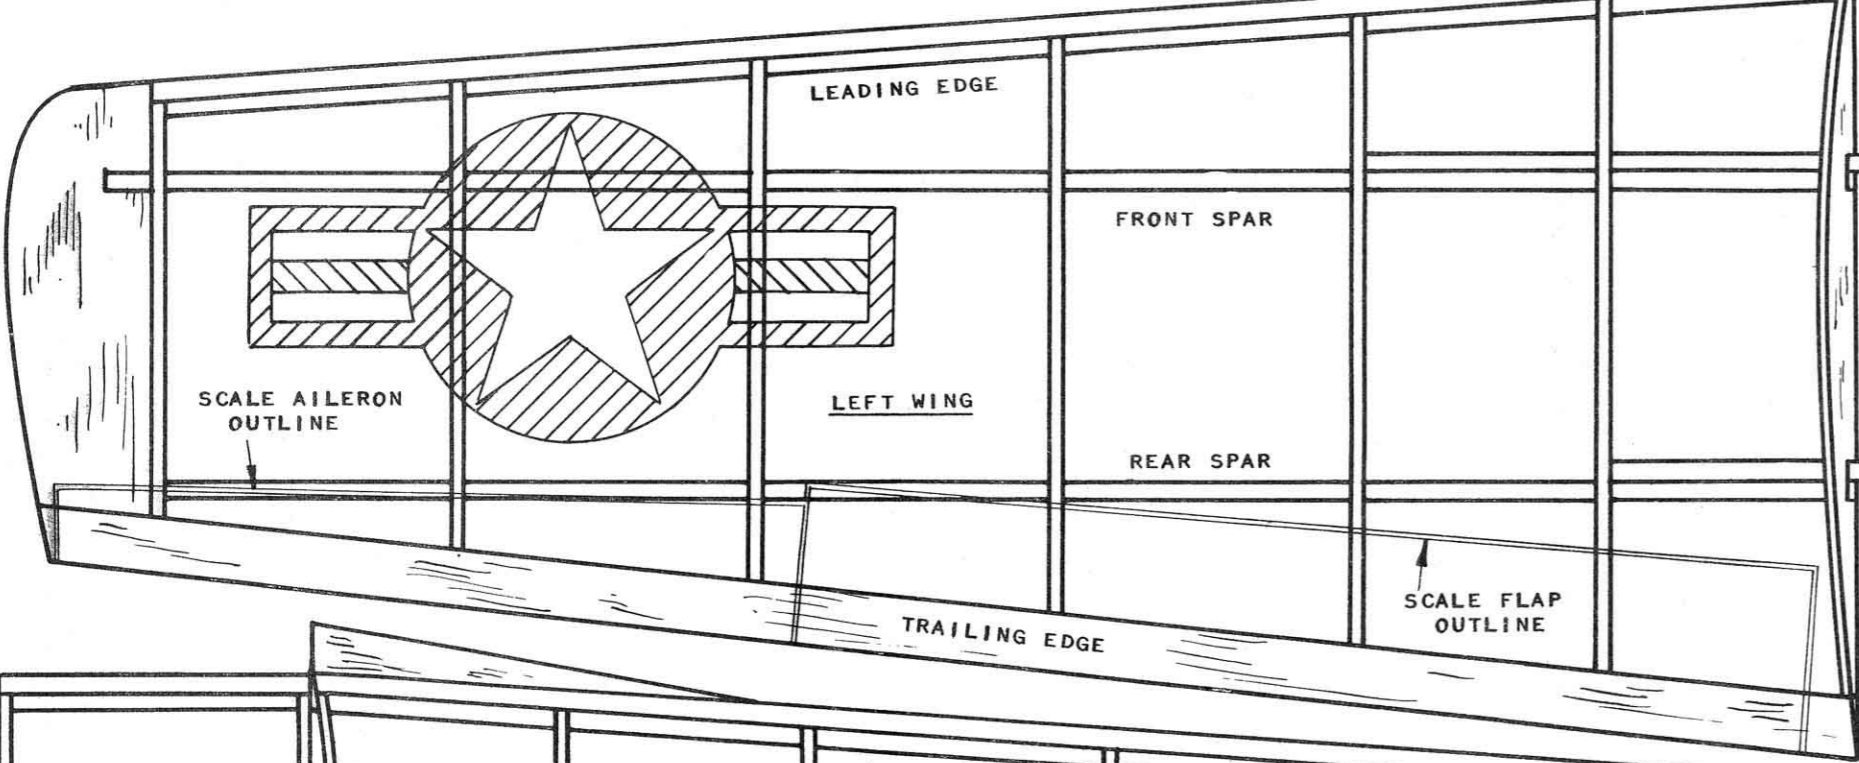 LEADING EDGE
FRONT SPAR
SCALE AILERON
OUTLINE
LEFT WING
REAR SPAR
SCALE FLAP
OUTLINE
TRAILING EDGE